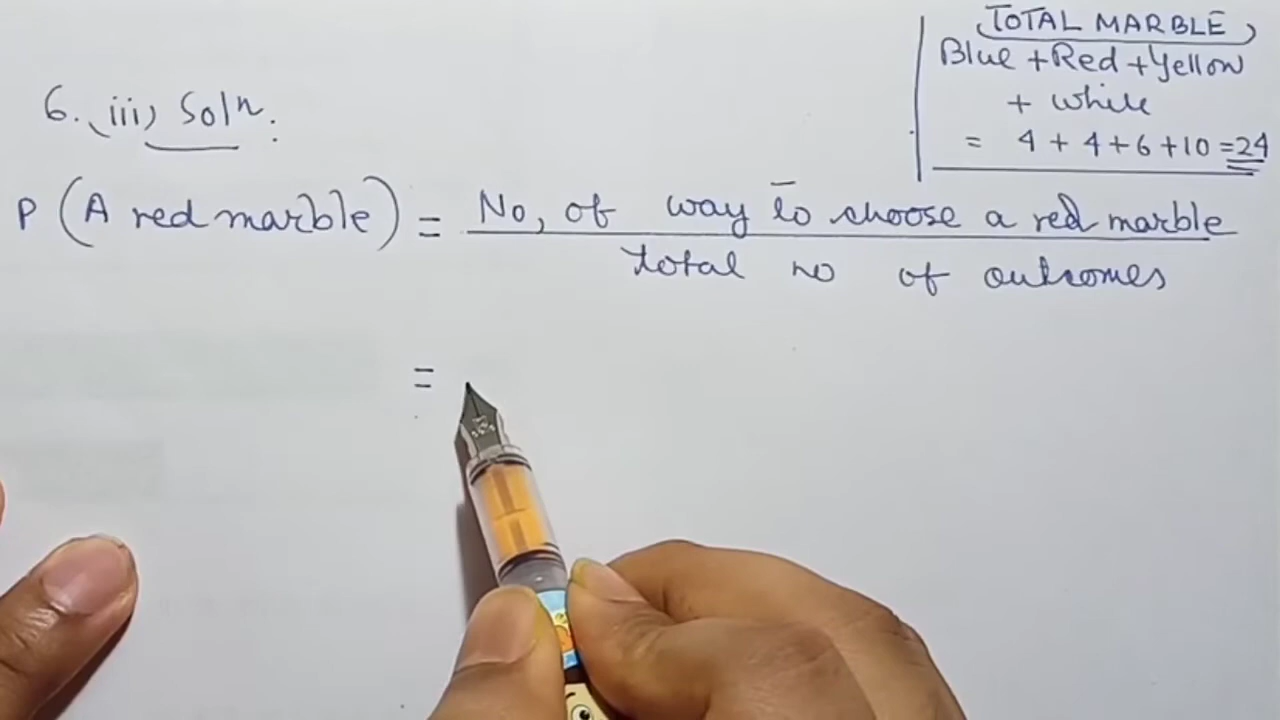 TOTAL MARBLE
Blue + Red + Yellow
+ white
= 4 + 4 + 6 + 10 = 24
6. iii) Solⁿ.
P (A red marble) = No, of way to choose a red marble
total no of outcomes
=